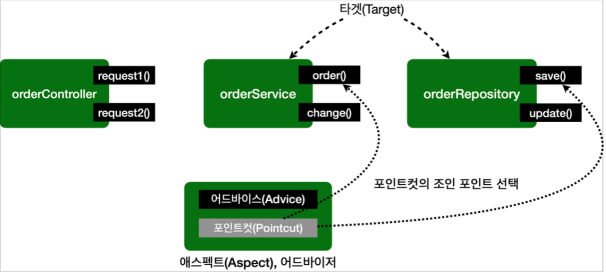 타겟(Target)
orderController
request1()
request2()
orderService
order()
change()
orderRepository
save()
update()
포인트컷의 조인 포인트 선택
어드바이스(Advice)
포인트컷(Pointcut)
애스펙트(Aspect), 어드바이저